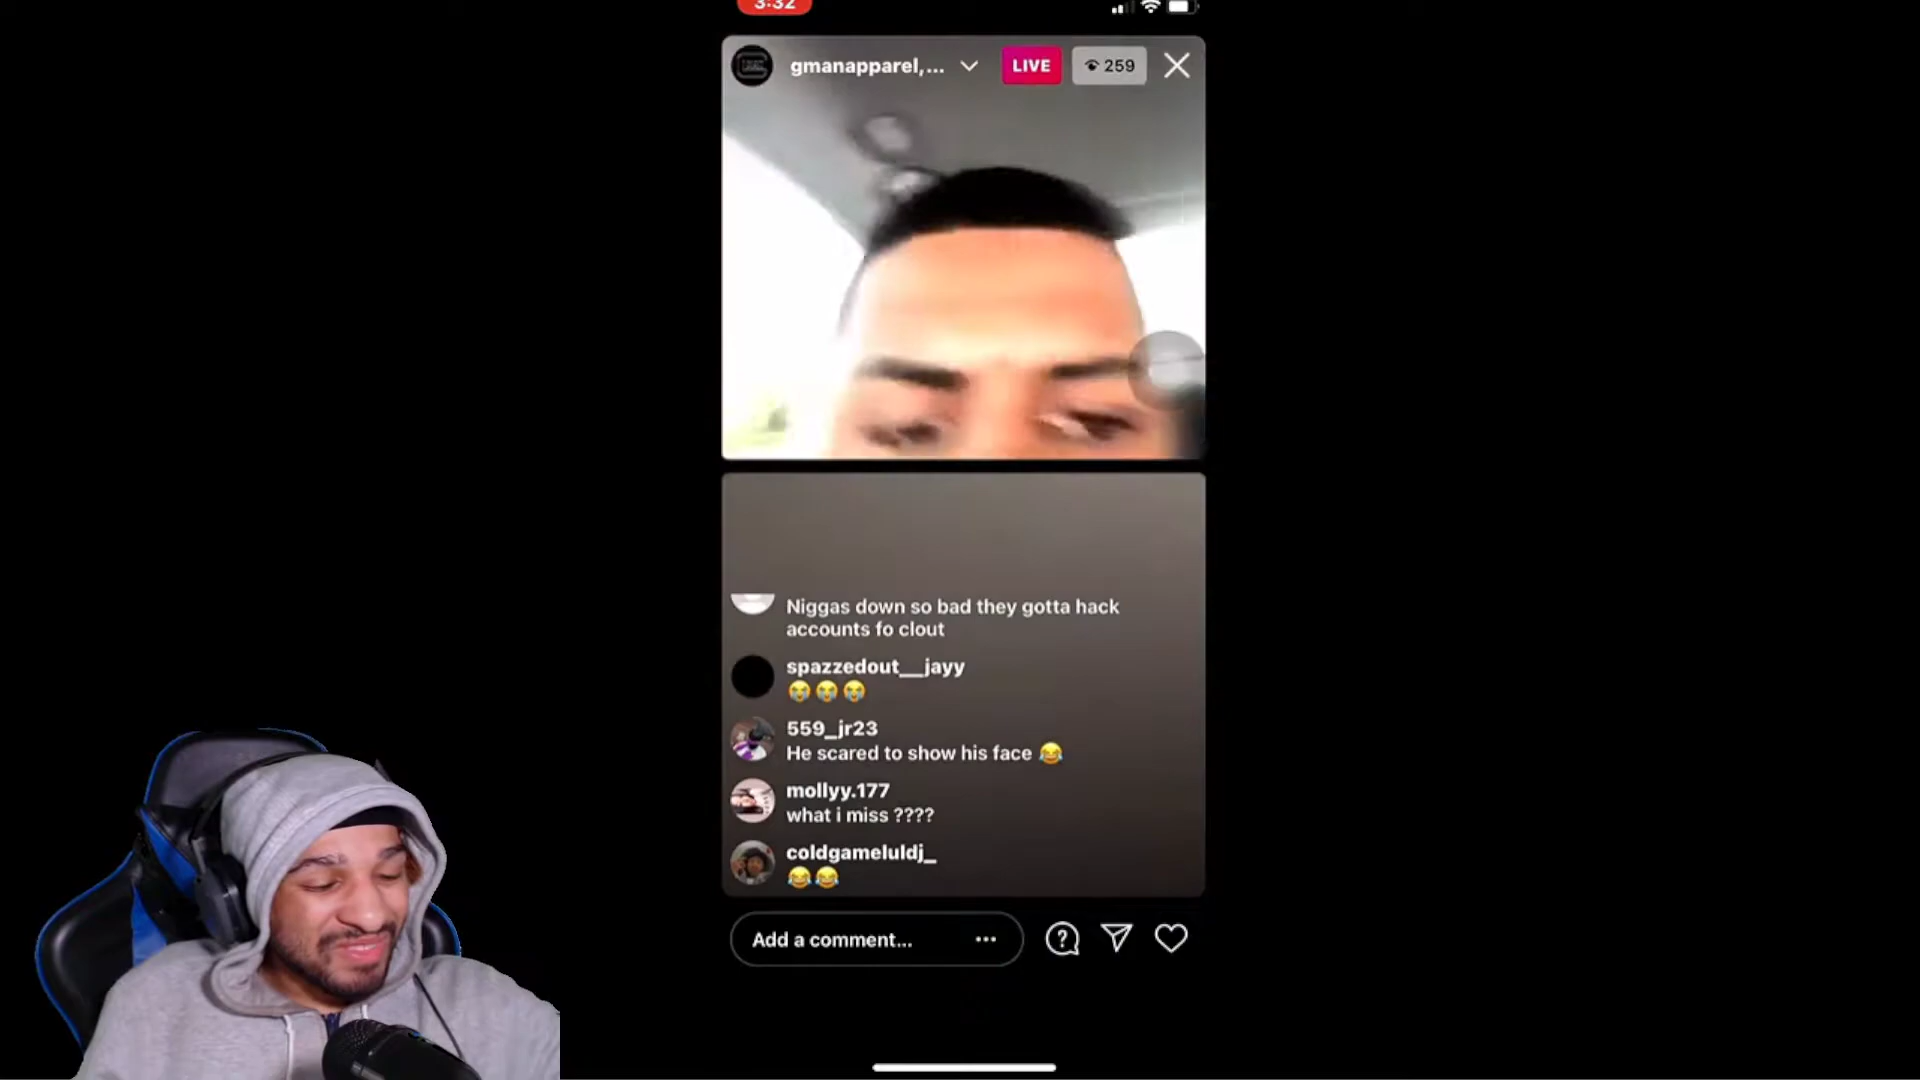 3:32
gmanapparel,...
LIVE
259
Niggas down so bad they gotta hack
accounts fo clout
spazzedout__jayy
😭😭😭
559_jr23
He scared to show his face 😂
mollyy.177
what i miss ????
coldgameluldj_
😂😂
Add a comment...